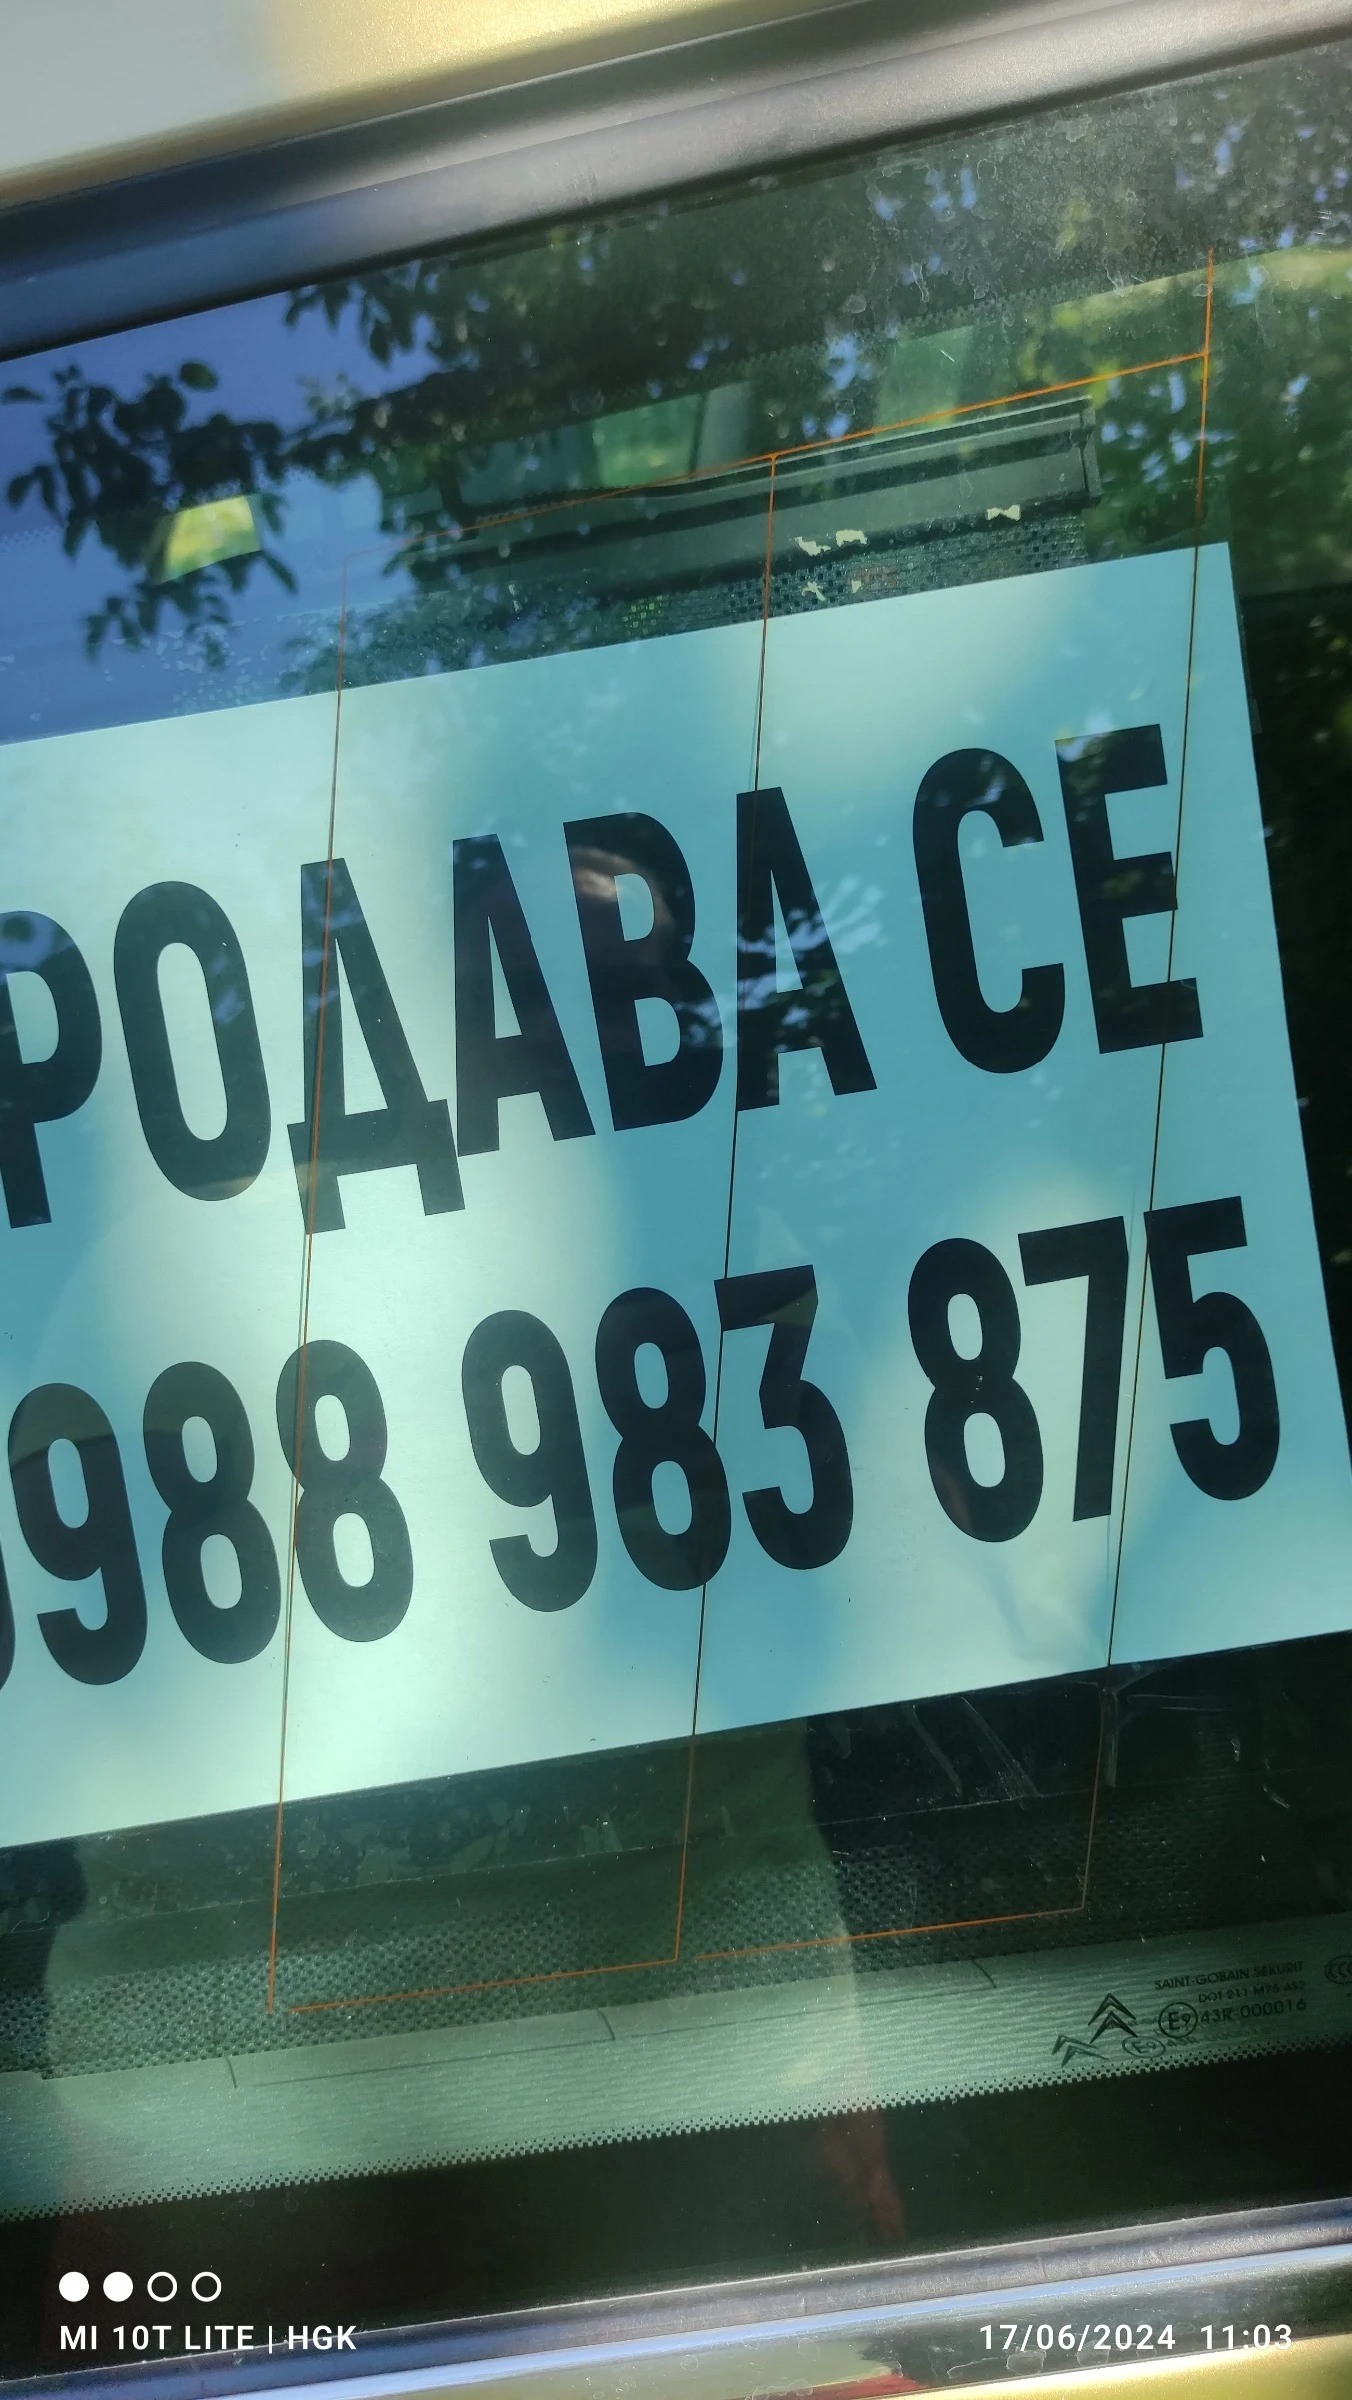 РОДАВА СЕ
988 983 875
SAINT-GOBAIN SEKURIT
E9 43R-000016
MI 10T LITE | HGK
17/06/2024 11:03